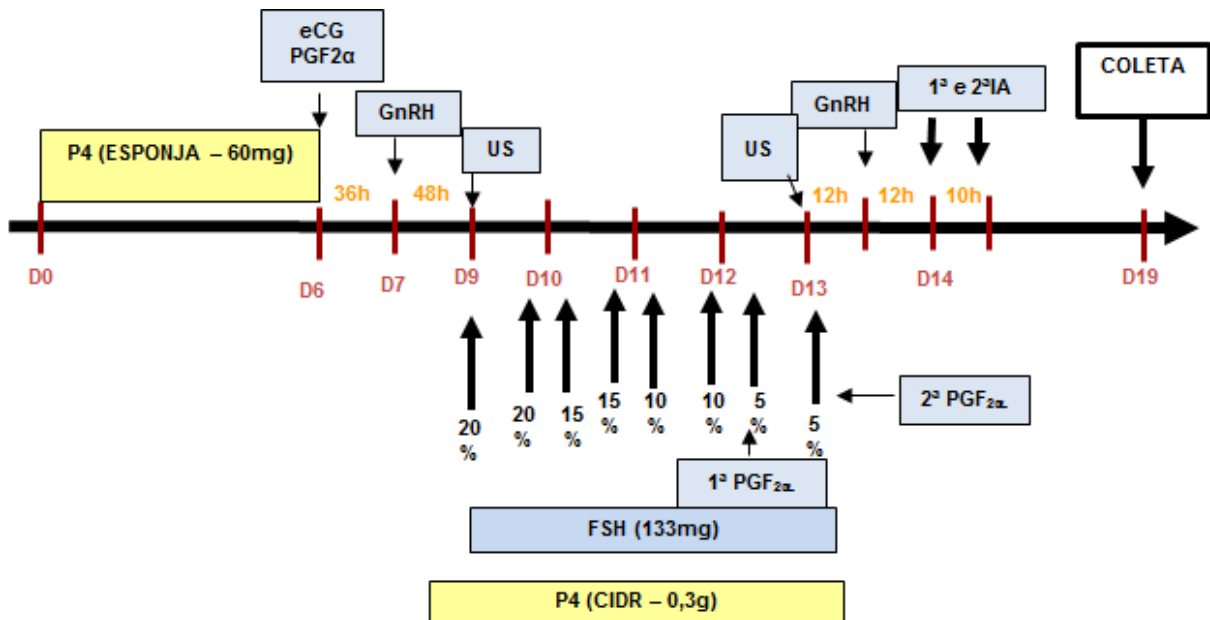 eCG
PGF2α
COLETA
1ª e 2ªIA
GnRH
GnRH
US
US
P4 (ESPONJA – 60mg)
36h
48h
12h
12h
10h
D0
D6
D7
D9
D10
D11
D12
D13
D14
D19
20
%
20
%
15
%
15
%
10
%
10
%
5
%
5
%
2ª PGF₂α
1ª PGF₂α
FSH (133mg)
P4 (CIDR – 0,3g)